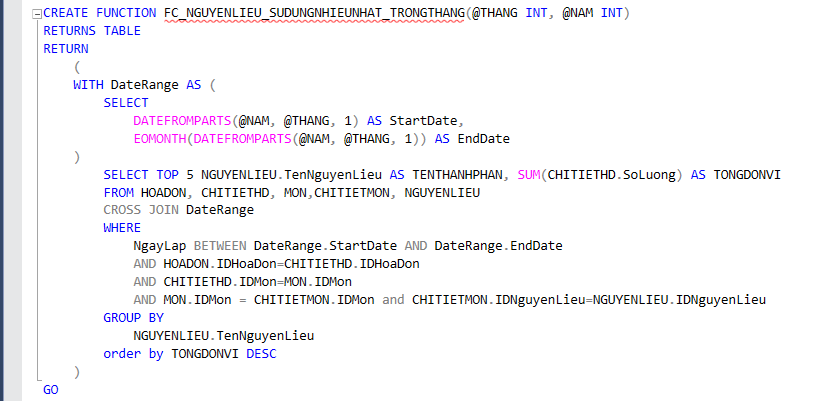 CREATE FUNCTION FC_NGUYENLIEU_SUDUNGNHIEUNHAT_TRONGTHANG(@THANG INT, @NAM INT)
RETURNS TABLE
RETURN
(
WITH DateRange AS (
SELECT
DATEFROMPARTS(@NAM, @THANG, 1) AS StartDate,
EOMONTH(DATEFROMPARTS(@NAM, @THANG, 1)) AS EndDate
)
SELECT TOP 5 NGUYENLIEU.TenNguyenLieu AS TENTHANHPHAN, SUM(CHITIETHD.SoLuong) AS TONGDONVI
FROM HOADON, CHITIETHD, MON,CHITIETMON, NGUYENLIEU
CROSS JOIN DateRange
WHERE
NgayLap BETWEEN DateRange.StartDate AND DateRange.EndDate
AND HOADON.IDHoaDon=CHITIETHD.IDHoaDon
AND CHITIETHD.IDMon=MON.IDMon
AND MON.IDMon = CHITIETMON.IDMon and CHITIETMON.IDNguyenLieu=NGUYENLIEU.IDNguyenLieu
GROUP BY
NGUYENLIEU.TenNguyenLieu
order by TONGDONVI DESC
)
GO